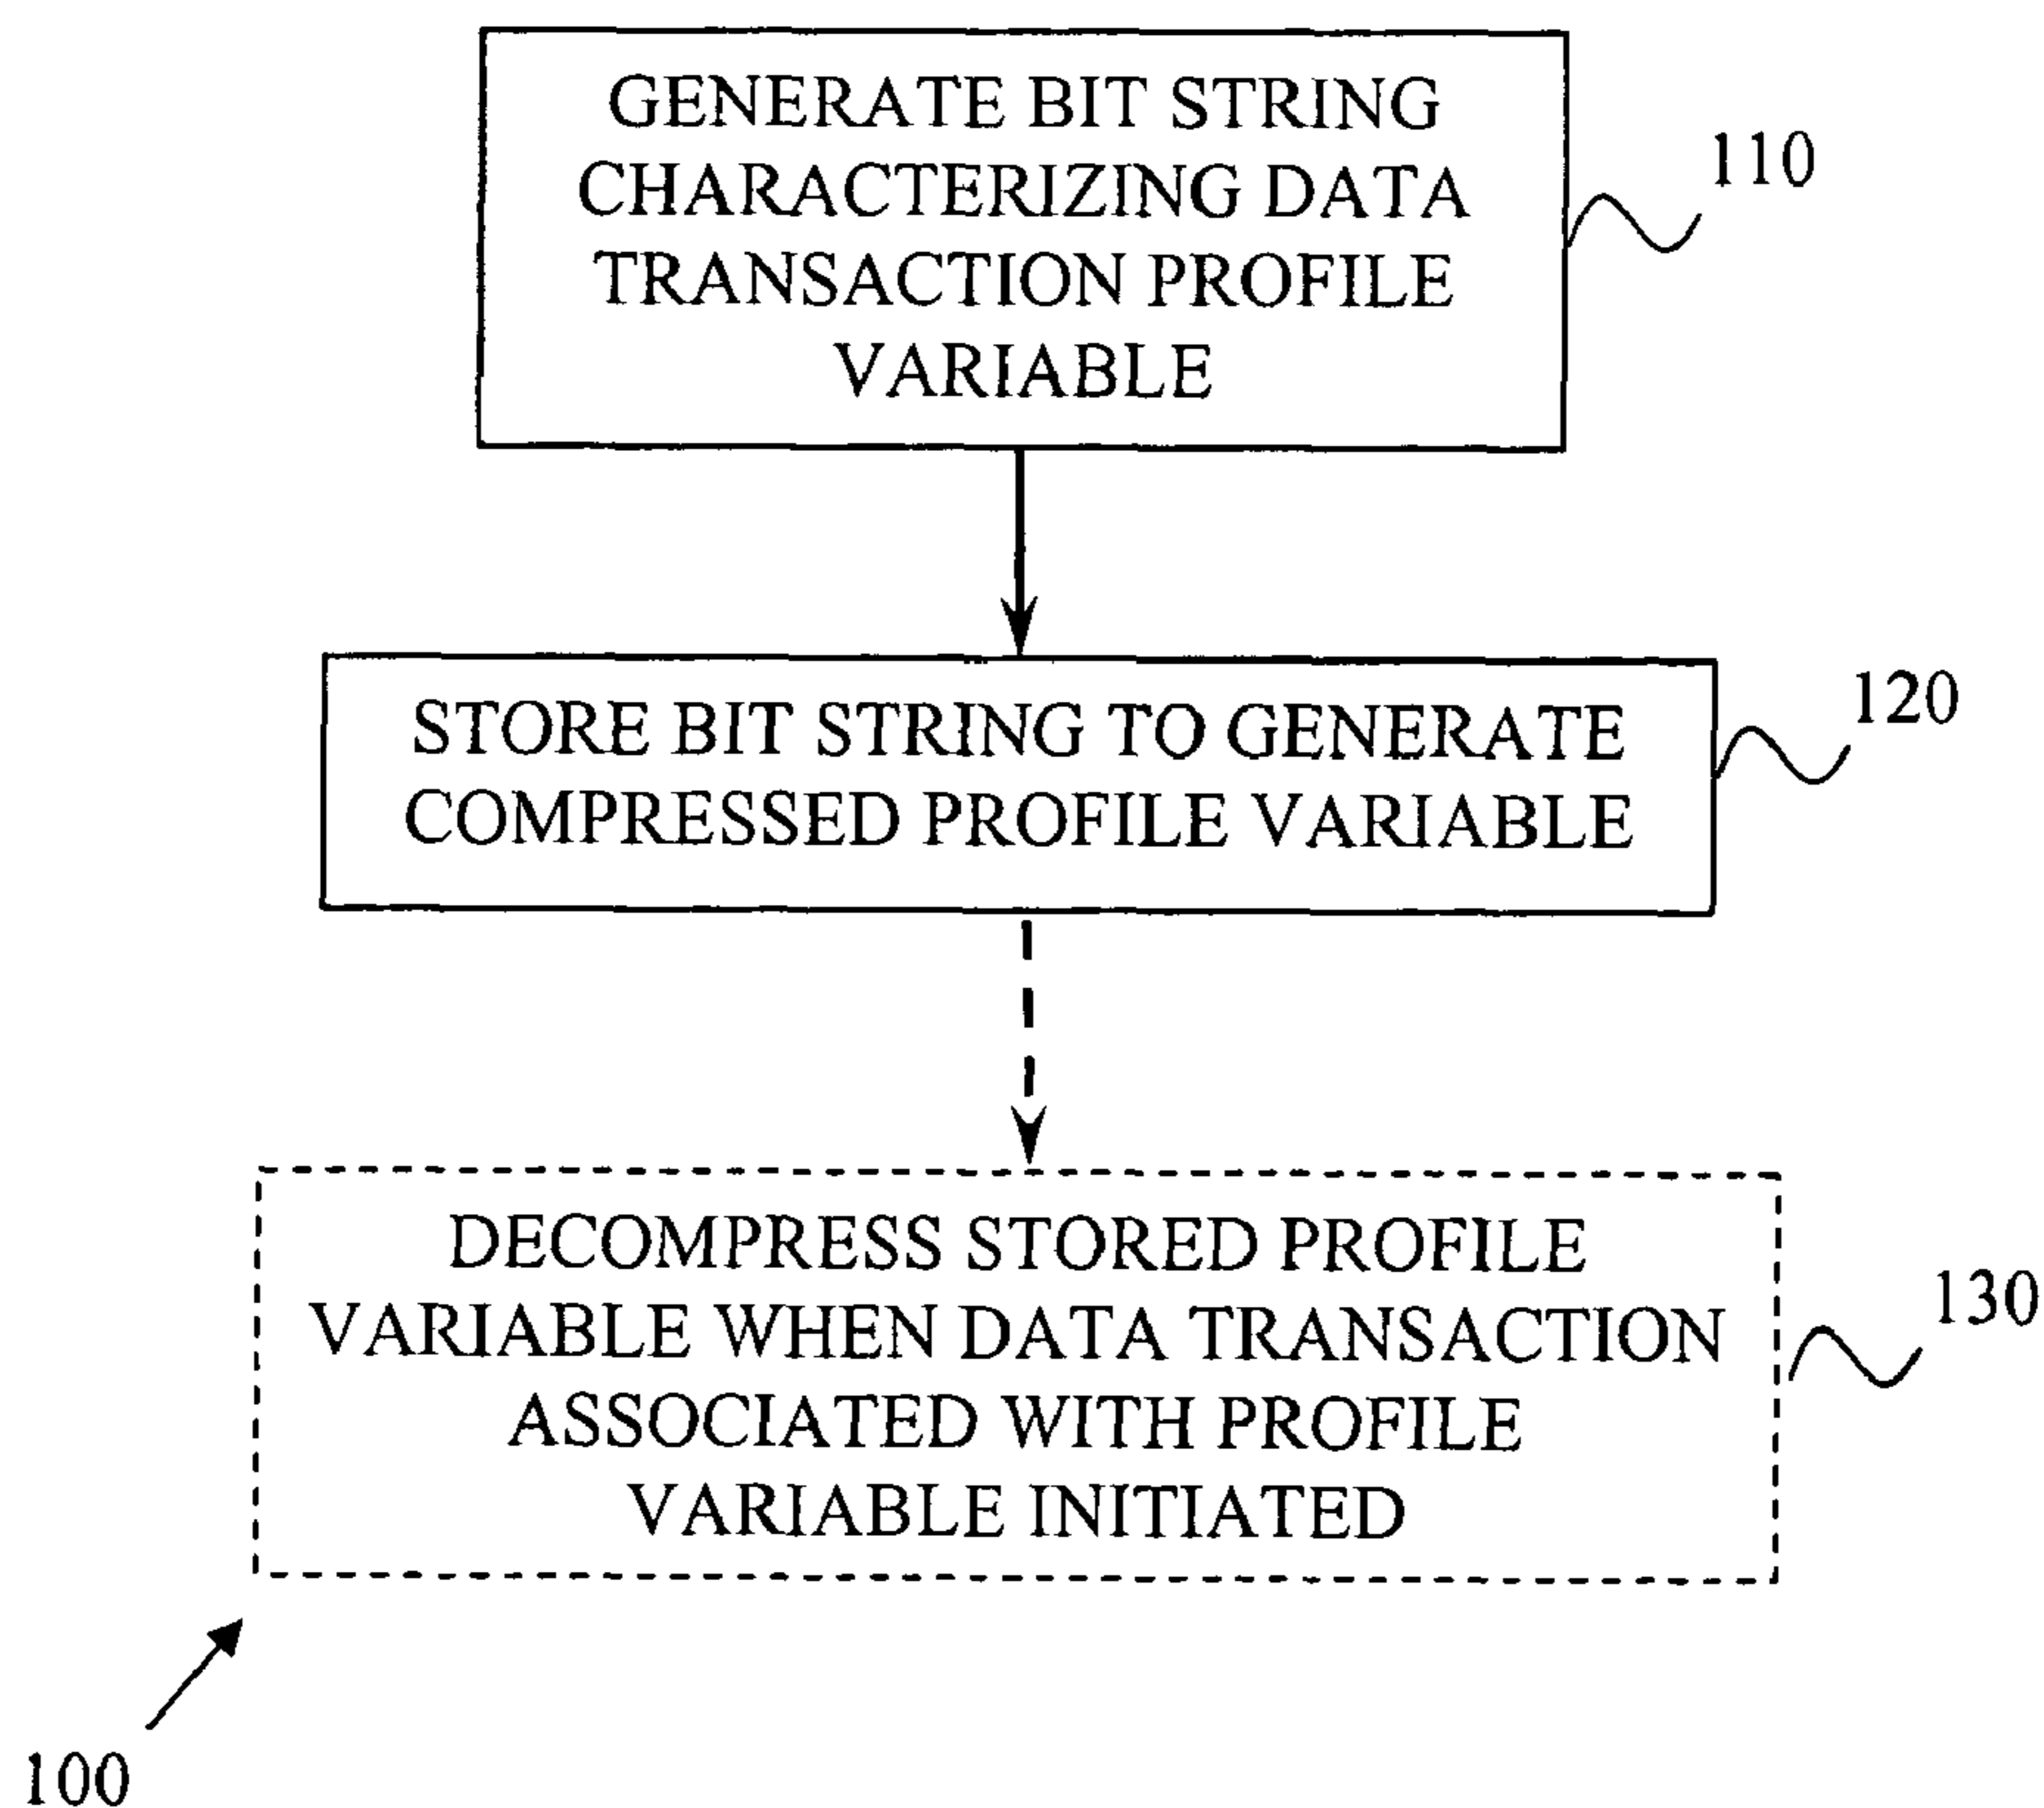 GENERATE BIT STRING
CHARACTERIZING DATA
TRANSACTION PROFILE
VARIABLE
110
STORE BIT STRING TO GENERATE
COMPRESSED PROFILE VARIABLE
120
DECOMPRESS STORED PROFILE
VARIABLE WHEN DATA TRANSACTION
ASSOCIATED WITH PROFILE
VARIABLE INITIATED
130
100